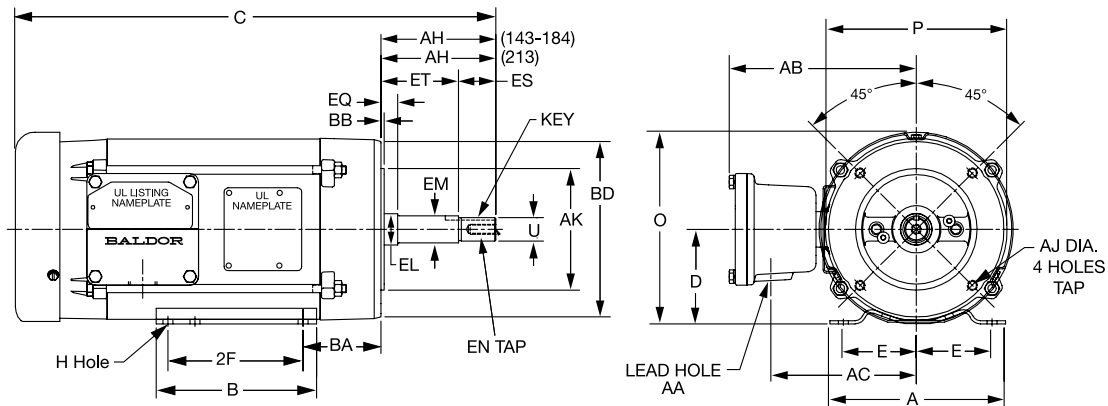 C
AH (143-184)
AH (213)
ET ES
EQ
BB
KEY
UL LISTING
NAMEPLATE
UL
NAMEPLATE
BALDOR
EM
U
AK
BD
EL
EN TAP
H Hole
2F
BA
B
P
AB
45° 45°
O
D
AJ DIA.
4 HOLES
TAP
E E
LEAD HOLE
AA
AC
A